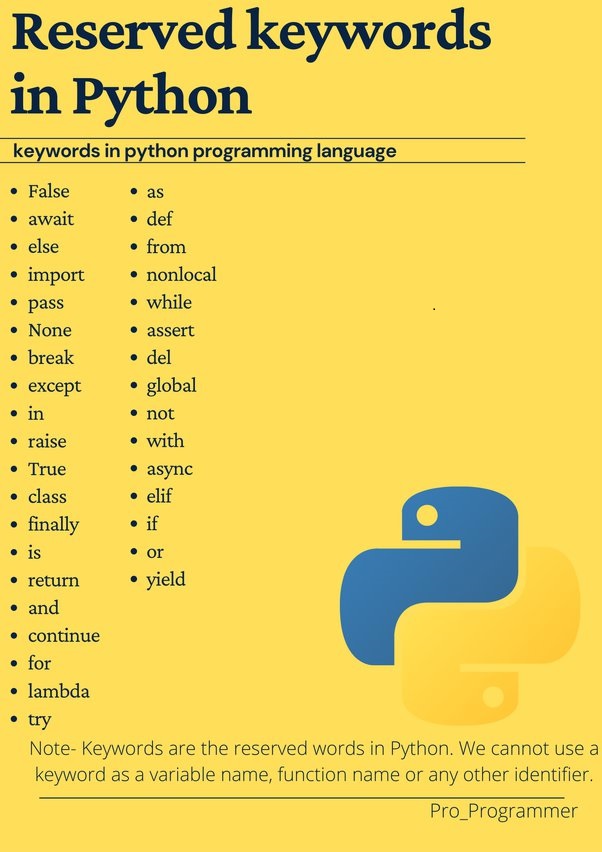 Reserved keywords
in Python
keywords in python programming language
• False
• await
• else
• import
• pass
• None
• break
• except
• in
• raise
• True
• class
• finally
• is
• return
• and
• continue
• for
• lambda
• try
• as
• def
• from
• nonlocal
• while
• assert
• del
• global
• not
• with
• async
• elif
• if
• or
• yield
Note- Keywords are the reserved words in Python. We cannot use a
keyword as a variable name, function name or any other identifier.
Pro_Programmer